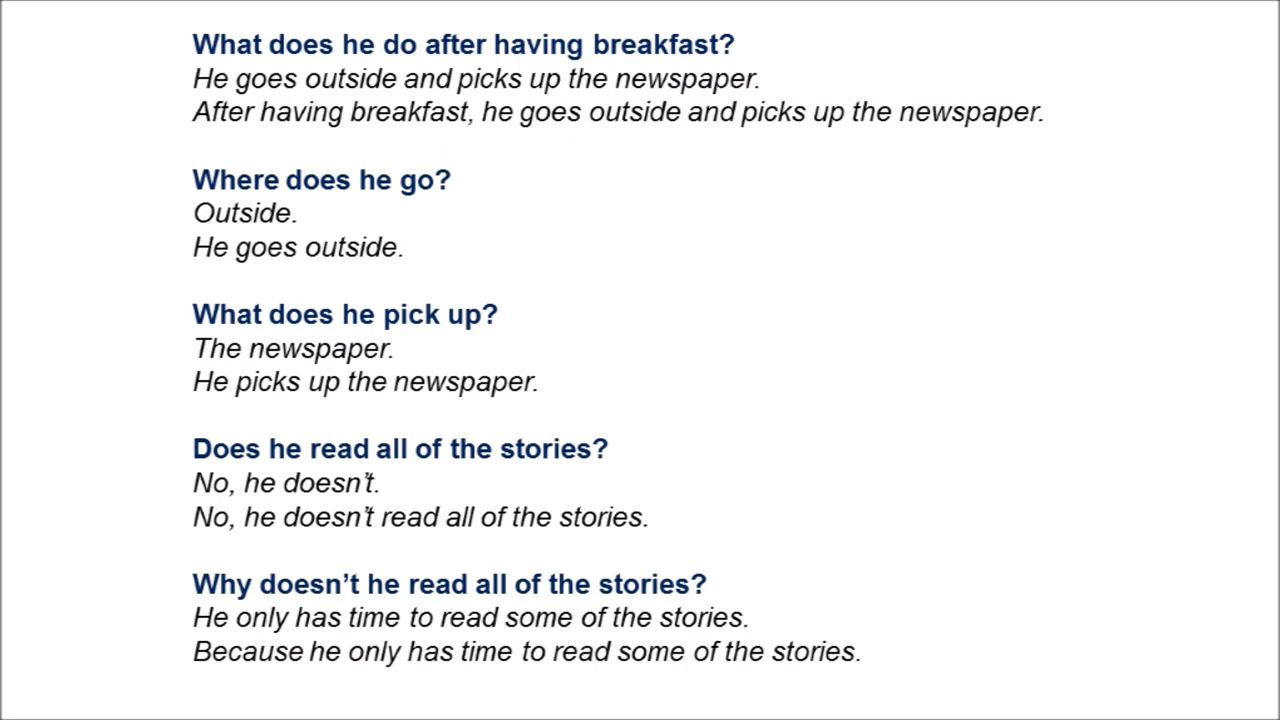 What does he do after having breakfast?
He goes outside and picks up the newspaper.
After having breakfast, he goes outside and picks up the newspaper.
Where does he go?
Outside.
He goes outside.
What does he pick up?
The newspaper.
He picks up the newspaper.
Does he read all of the stories?
No, he doesn't.
No, he doesn't read all of the stories.
Why doesn’t he read all of the stories?
He only has time to read some of the stories.
Because he only has time to read some of the stories.